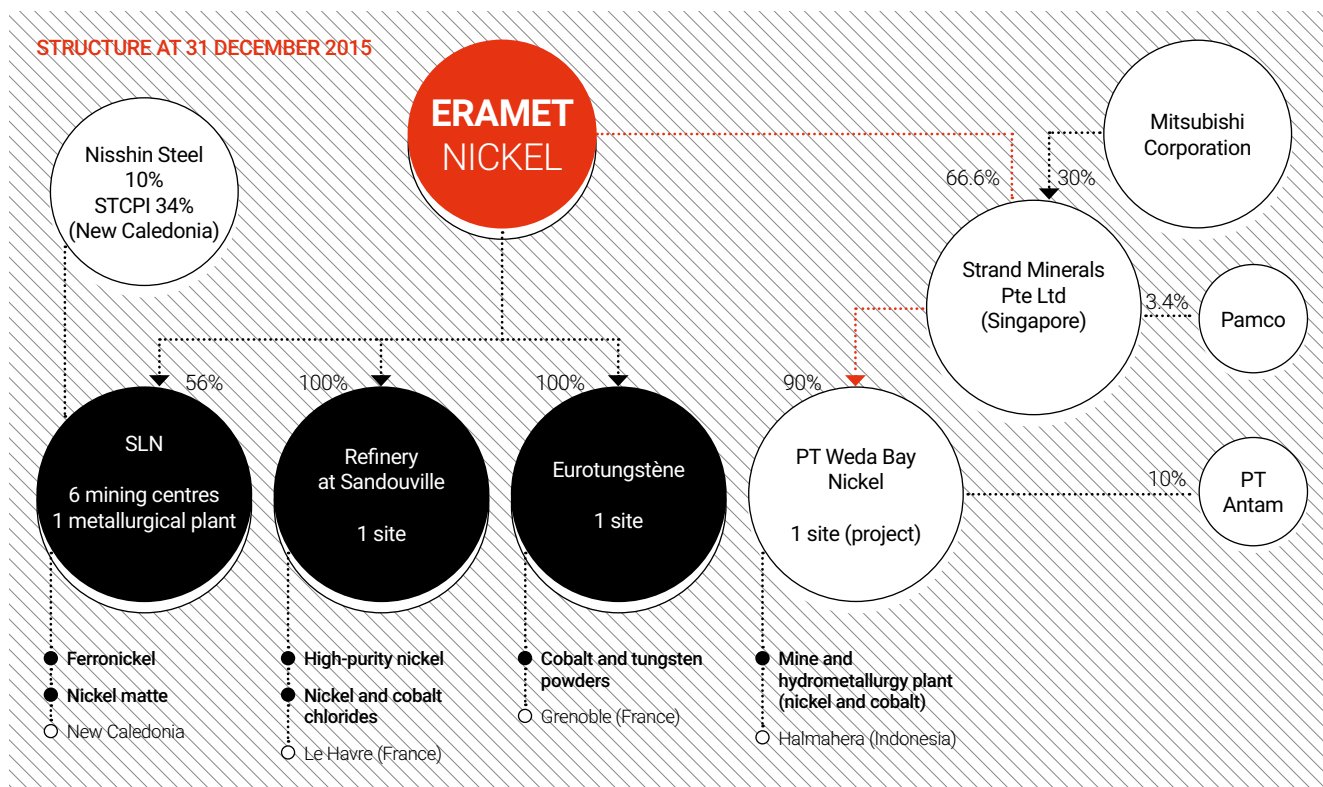 STRUCTURE AT 31 DECEMBER 2015
ERAMET
NICKEL
Nisshin Steel
10%
STCPI 34%
(New Caledonia)
Mitsubishi
Corporation
66.6%
30%
Strand Minerals
Pte Ltd
(Singapore)
3.4%
Pamco
56%
100%
100%
90%
SLN
6 mining centres
1 metallurgical plant
Refinery
at Sandouville
1 site
Eurotungstène
1 site
PT Weda Bay
Nickel
1 site (project)
10%
PT
Antam
Ferronickel
Nickel matte
New Caledonia
High-purity nickel
Nickel and cobalt
chlorides
Le Havre (France)
Cobalt and tungsten
powders
Grenoble (France)
Mine and
hydrometallurgy plant
(nickel and cobalt)
Halmahera (Indonesia)